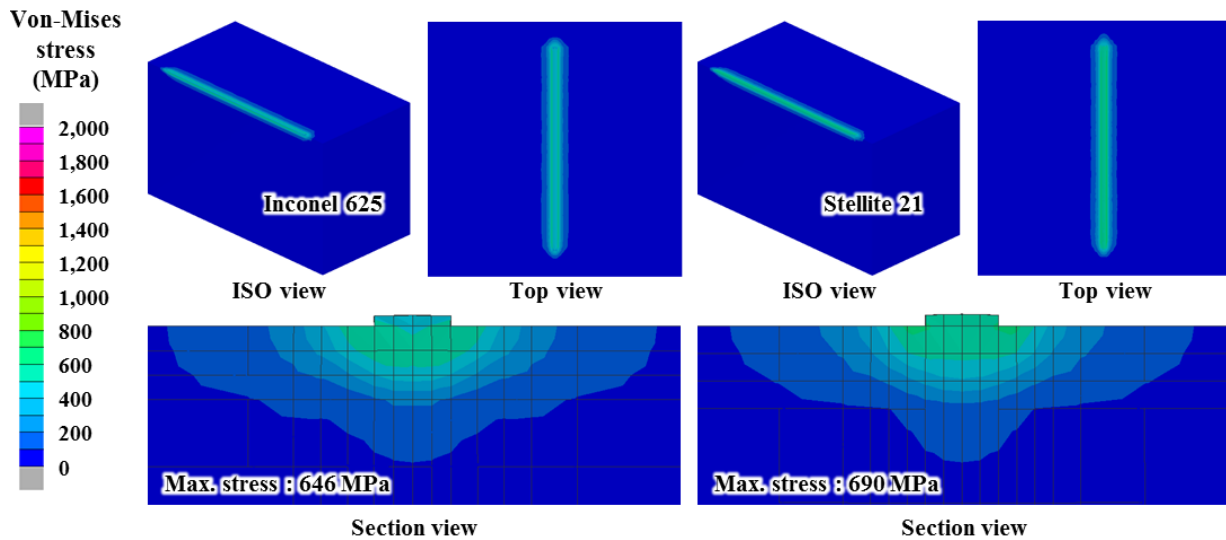 Von-Mises
stress
(MPa)
2,000
1,800
1,600
1,400
1,200
1,000
800
600
400
200
0
Inconel 625
ISO view
Top view
Stellite 21
ISO view
Top view
Max. stress : 646 MPa
Section view
Max. stress : 690 MPa
Section view